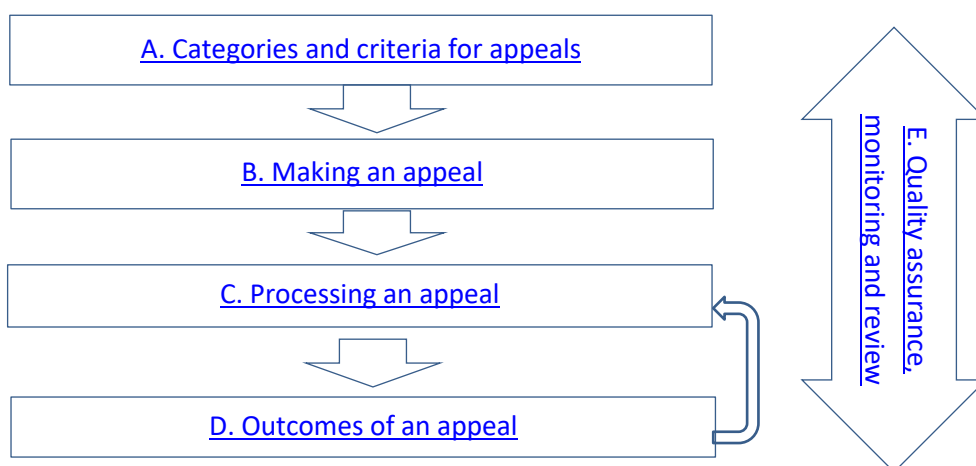 A. Categories and criteria for appeals
B. Making an appeal
C. Processing an appeal
D. Outcomes of an appeal
E. Quality assurance,
monitoring and review